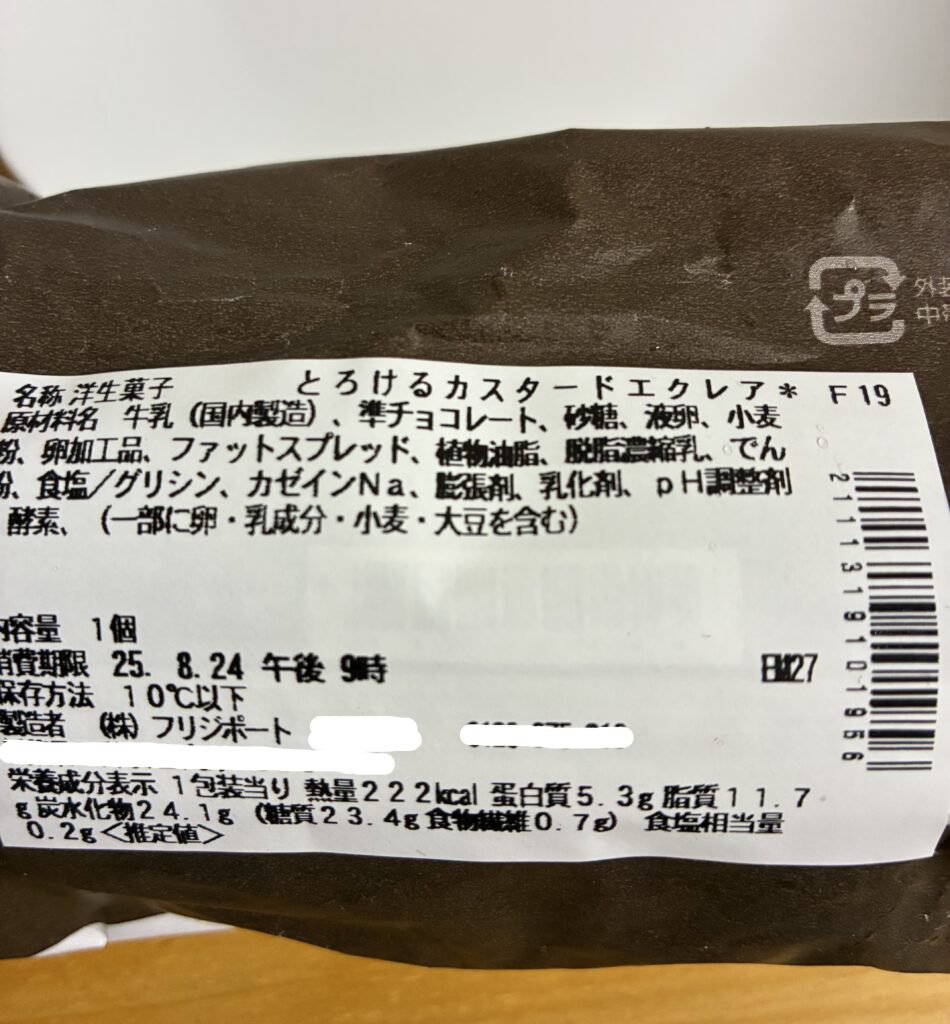 プラ
外
中
名称 洋生菓子 とろけるカスタードエクレア* F19
原材料名 牛乳（国内製造）、準チョコレート、砂糖、液卵、小麦
粉、卵加工品、ファットスプレッド、植物油脂、脱脂濃縮乳、でん
粉、食塩／グリシン、カゼインNa、膨張剤、乳化剤、pH調整剤
酵素、（一部に卵・乳成分・小麦・大豆を含む）
内容量 1個
消費期限 25. 8.24 午後 9時
保存方法 10℃以下
製造者 (株)フリジポート
栄養成分表示 1包装当り 熱量222kcal 蛋白質5.3g 脂質11.7
g 炭水化物24.1g（糖質23.4g 食物繊維0.7g） 食塩相当量
0.2g＜推定値＞
2111319101956